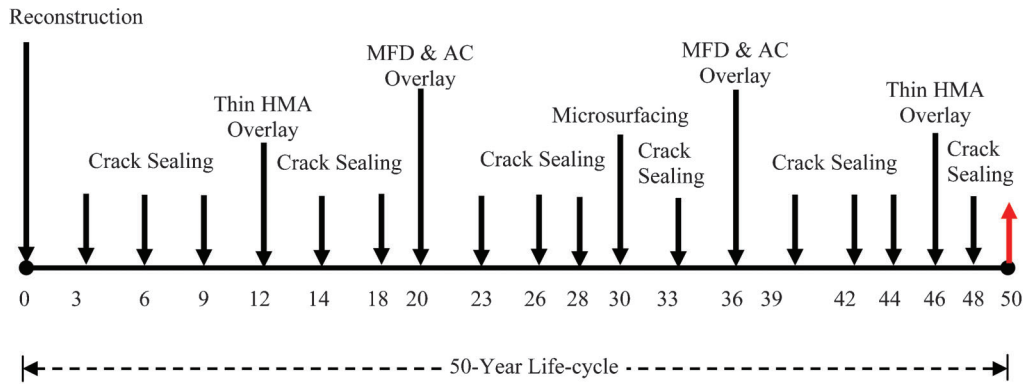 Reconstruction
MFD & AC
Overlay
MFD & AC
Overlay
Thin HMA
Overlay
Thin HMA
Overlay
Microsurfacing
Crack Sealing
Crack Sealing
Crack Sealing
Crack
Sealing
Crack Sealing
Crack
Sealing
0 3 6 9 12 14 18 20 23 26 28 30 33 36 39 42 44 46 48 50
50-Year Life-cycle